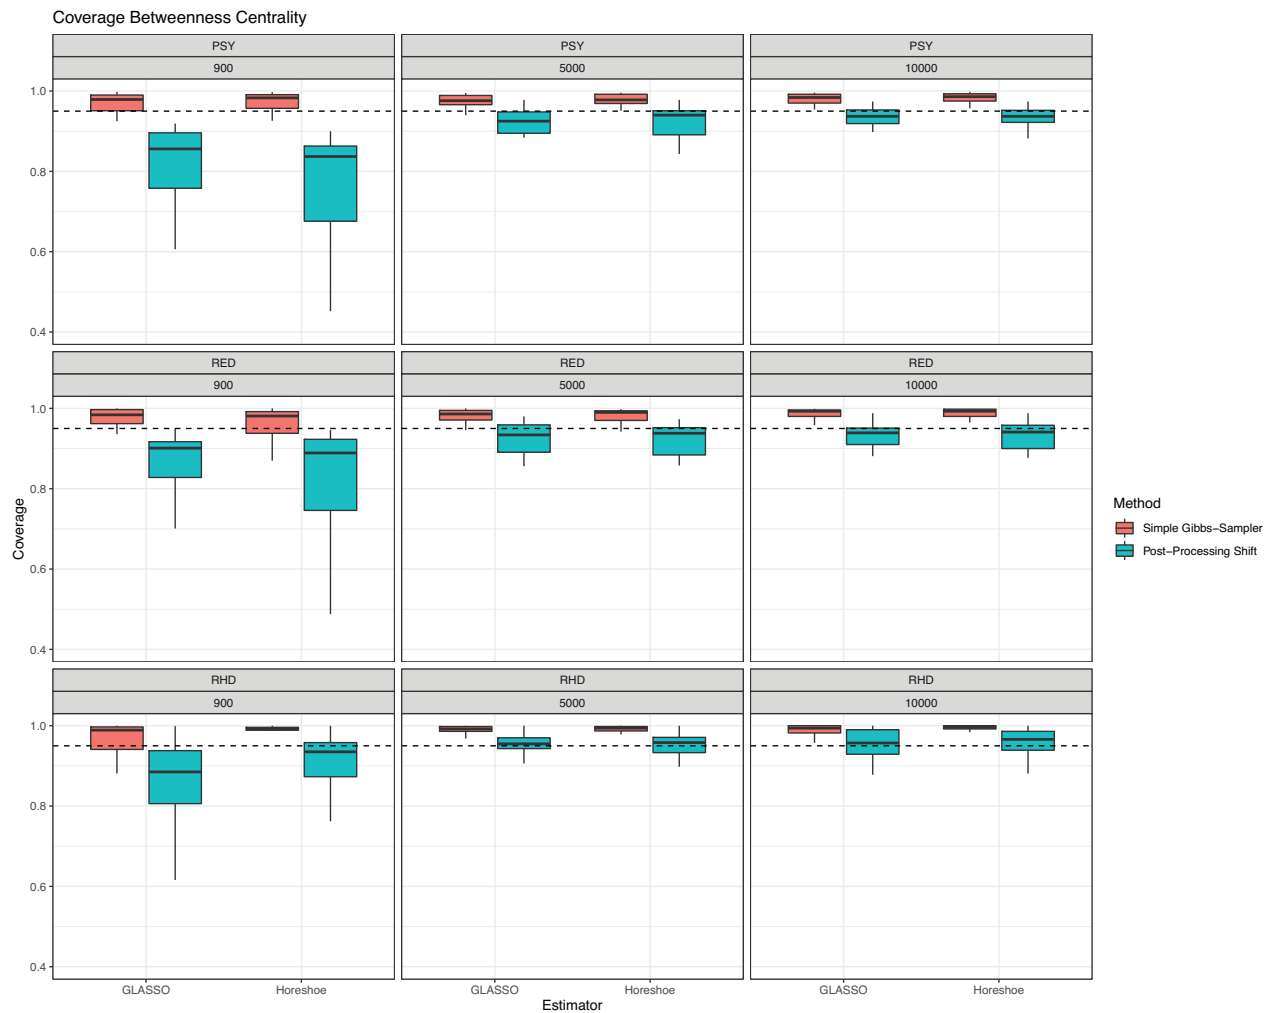 Coverage Betweenness Centrality
PSY
PSY
PSY
900
5000
10000
1.0
0.8
0.6
0.4
RED
RED
RED
900
5000
10000
1.0
0.8
0.6
0.4
RHD
RHD
RHD
900
5000
10000
1.0
0.8
0.6
0.4
Coverage
GLASSO
Horeshoe
GLASSO
Horeshoe
GLASSO
Horeshoe
Estimator
Method
Simple Gibbs−Sampler
Post−Processing Shift